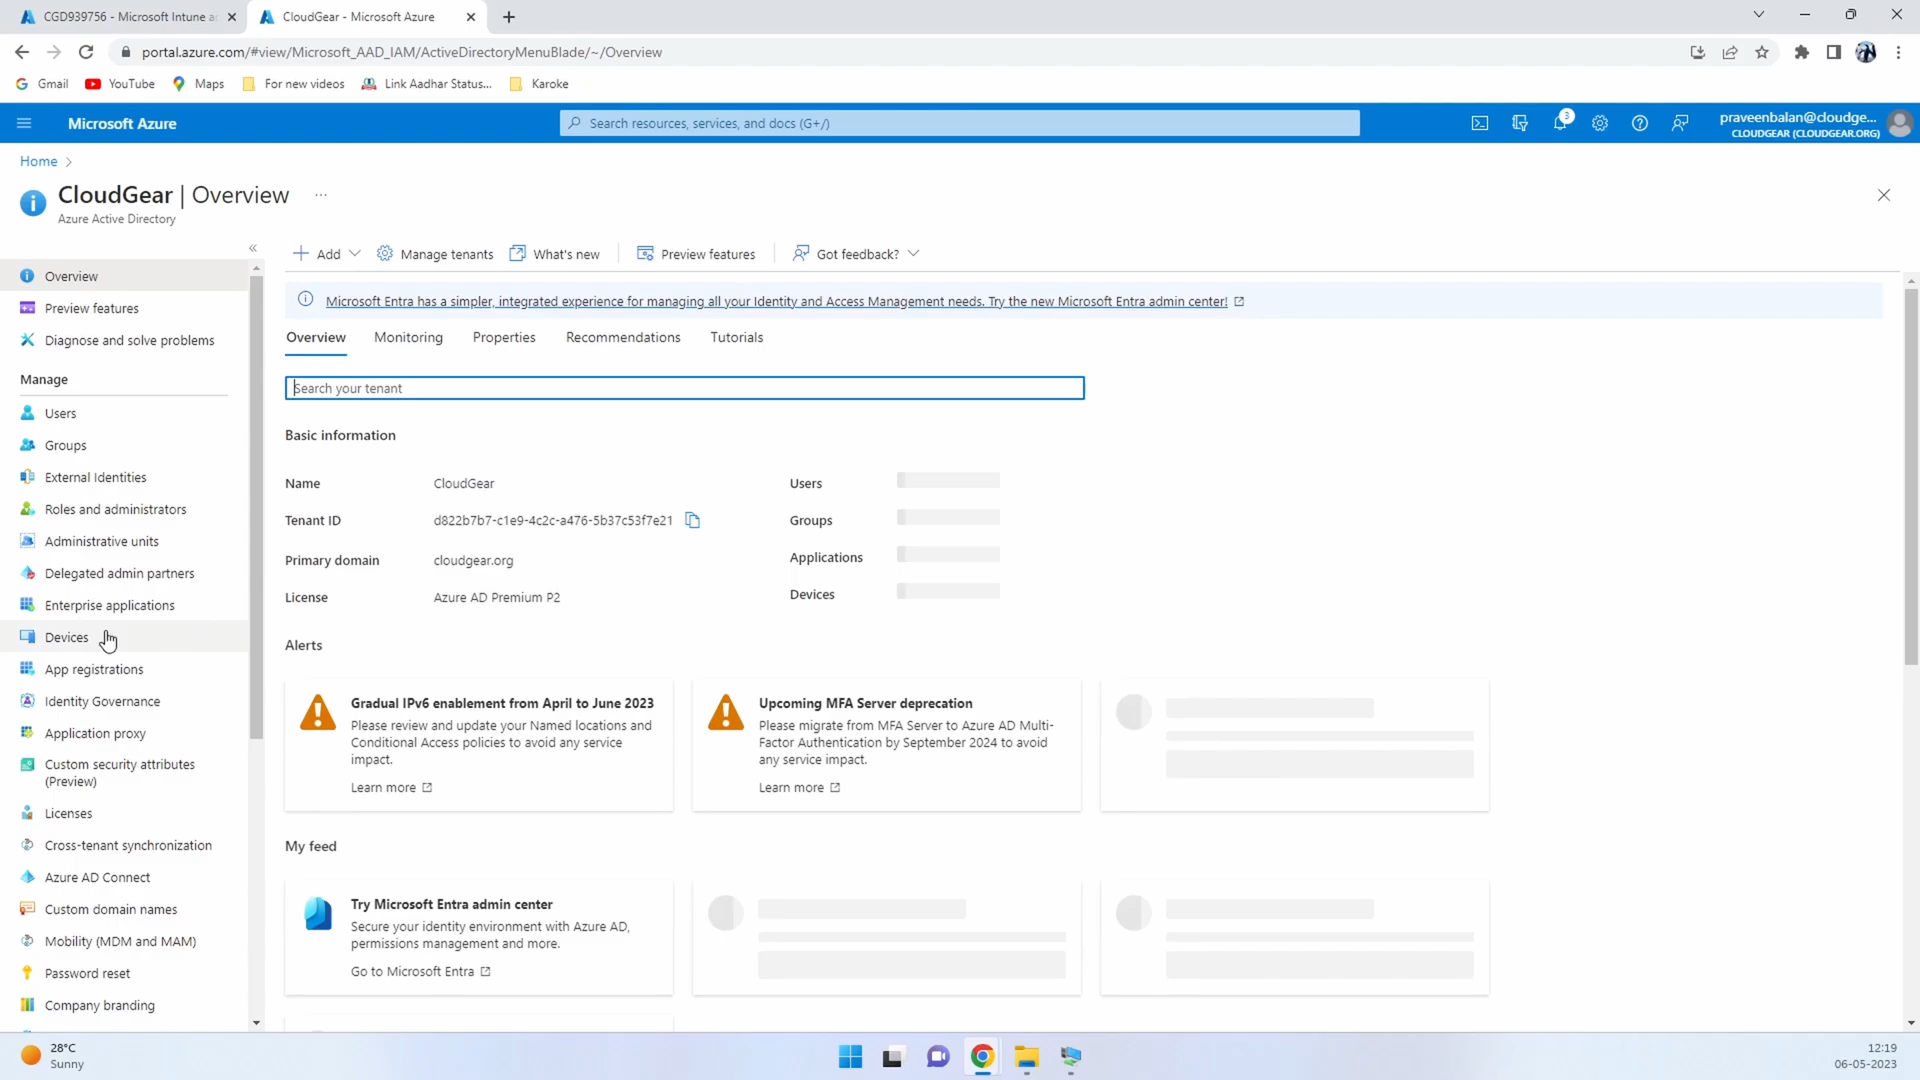 CGD939756 - Microsoft Intune a
CloudGear - Microsoft Azure
portal.azure.com/#view/Microsoft_AAD_IAM/ActiveDirectoryMenuBlade/~/Overview
Gmail
YouTube
Maps
For new videos
Link Aadhar Status...
Karoke
Microsoft Azure
Search resources, services, and docs (G+/)
3
praveenbalan@cloudge...
CLOUDGEAR (CLOUDGEAR.ORG)
Home
CloudGear | Overview
...
Azure Active Directory
Add
Manage tenants
What's new
Preview features
Got feedback?
Microsoft Entra has a simpler, integrated experience for managing all your Identity and Access Management needs. Try the new Microsoft Entra admin center!
Overview
Monitoring
Properties
Recommendations
Tutorials
Search your tenant
Basic information
Name
CloudGear
Users
Tenant ID
d822b7b7-c1e9-4c2c-a476-5b37c53f7e21
Groups
Primary domain
cloudgear.org
Applications
License
Azure AD Premium P2
Devices
Alerts
Gradual IPv6 enablement from April to June 2023
Please review and update your Named locations and
Conditional Access policies to avoid any service
impact.
Learn more
Upcoming MFA Server deprecation
Please migrate from MFA Server to Azure AD Multi-
Factor Authentication by September 2024 to avoid
any service impact.
Learn more
My feed
Try Microsoft Entra admin center
Secure your identity environment with Azure AD,
permissions management and more.
Go to Microsoft Entra
Overview
Preview features
Diagnose and solve problems
Manage
Users
Groups
External Identities
Roles and administrators
Administrative units
Delegated admin partners
Enterprise applications
Devices
App registrations
Identity Governance
Application proxy
Custom security attributes
(Preview)
Licenses
Cross-tenant synchronization
Azure AD Connect
Custom domain names
Mobility (MDM and MAM)
Password reset
Company branding
28°C
Sunny
12:19
06-05-2023